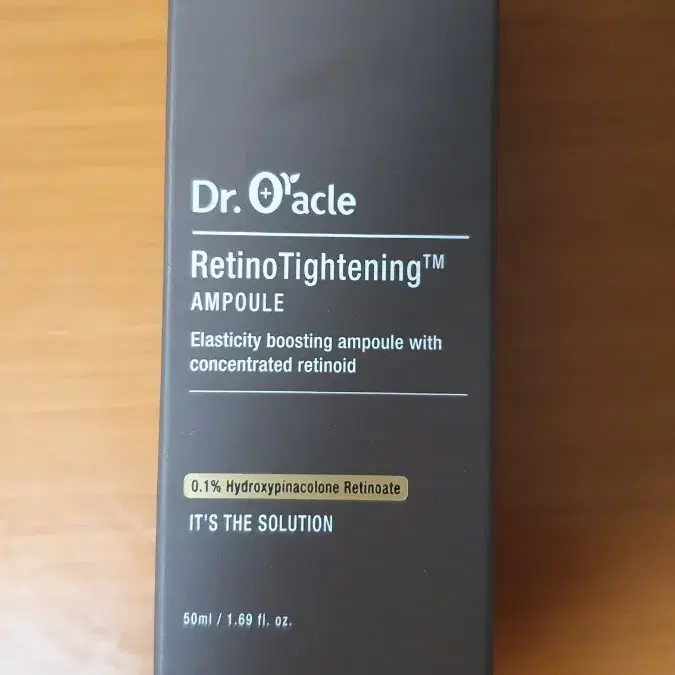 Dr. Oracle
RetinoTightening™
AMPOULE
Elasticity boosting ampoule with
concentrated retinoid
0.1% Hydroxypinacolone Retinoate
IT'S THE SOLUTION
50ml / 1.69 fl. oz.